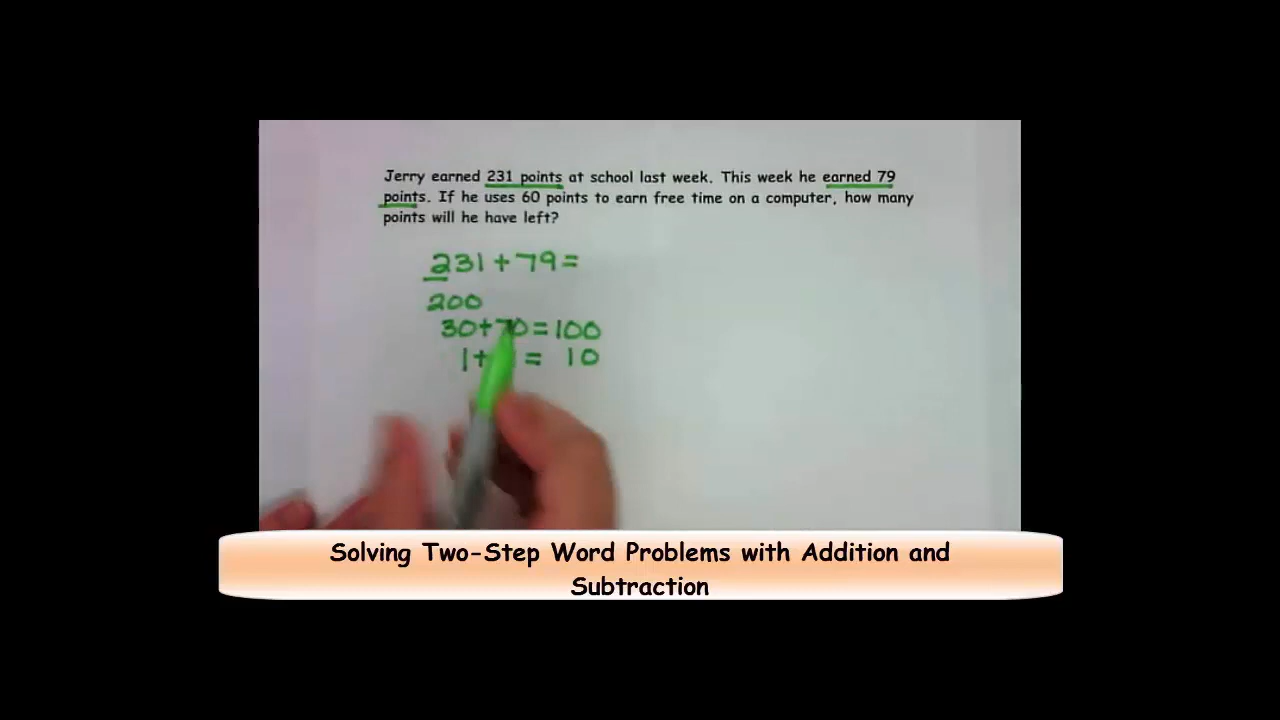 Jerry earned 231 points at school last week. This week he earned 79
points. If he uses 60 points to earn free time on a computer, how many
points will he have left?
231+79=
200
30+70=100
1+ = 10
Solving Two-Step Word Problems with Addition and
Subtraction